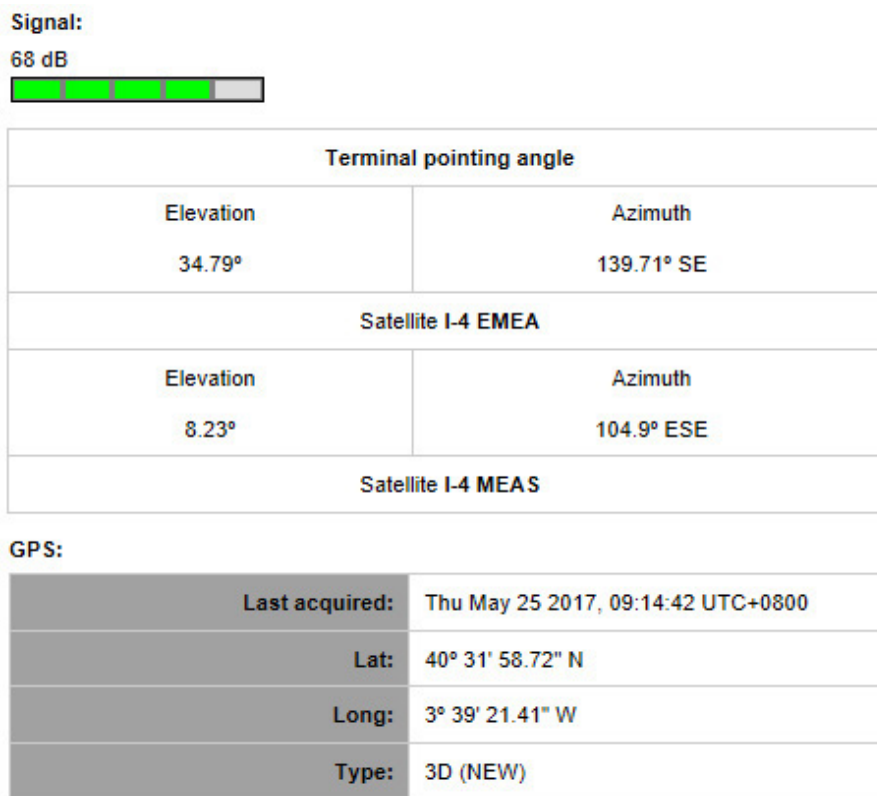 Signal:
68 dB
Terminal pointing angle
Elevation Azimuth
34.79º 139.71º SE
Satellite I-4 EMEA
Elevation Azimuth
8.23º 104.9º ESE
Satellite I-4 MEAS
GPS:
Last acquired: Thu May 25 2017, 09:14:42 UTC+0800
Lat: 40º 31' 58.72" N
Long: 3º 39' 21.41" W
Type: 3D (NEW)